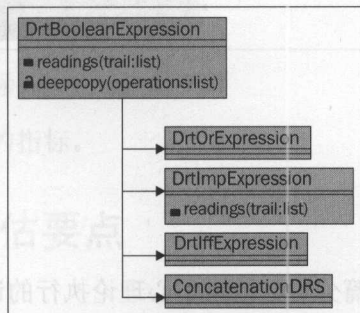 DrtBooleanExpression
readings(trail:list)
deepcopy(operations:list)
DrtOrExpression
DrtImpExpression
readings(trail:list)
DrtIffExpression
ConcatenationDRS